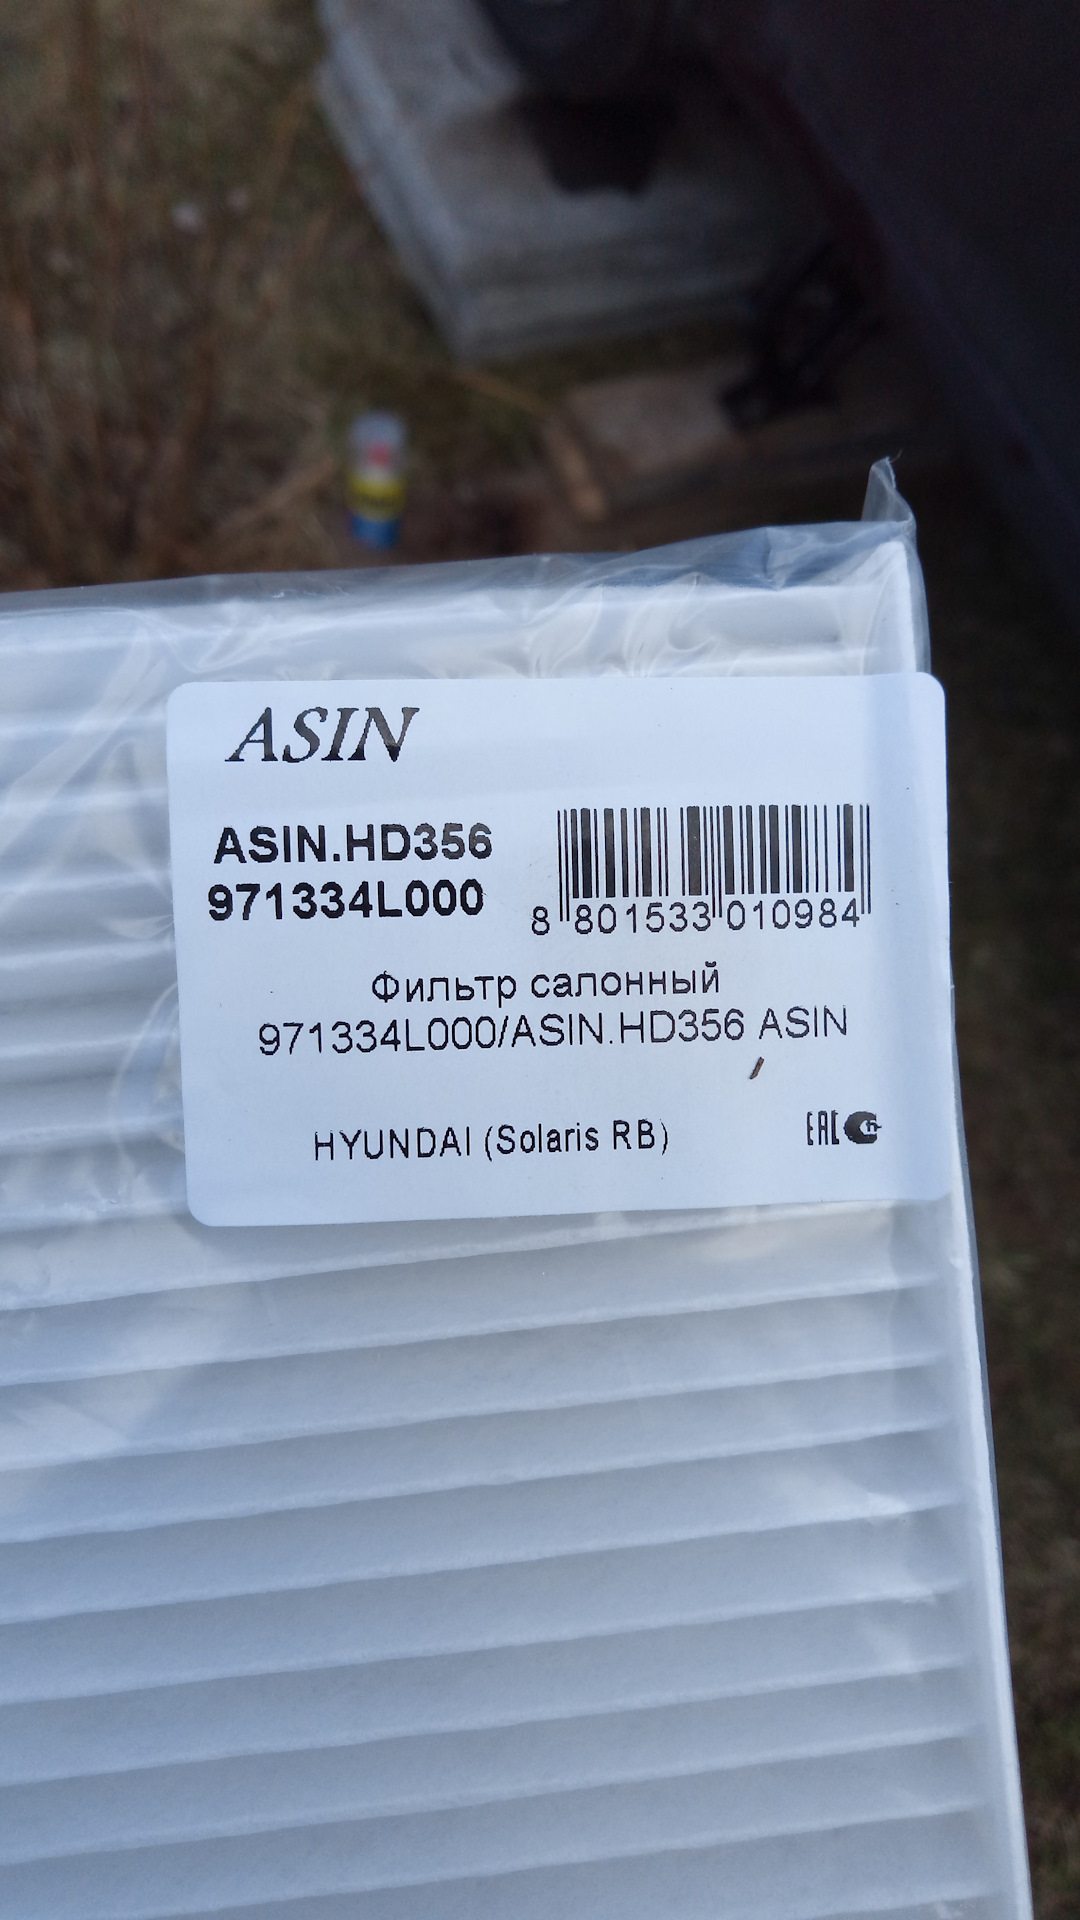 ASIN
ASIN.HD356
971334L000
8 801533 010984
Фильтр салонный
971334L000/ASIN.HD356 ASIN
HYUNDAI (Solaris RB)
EAC